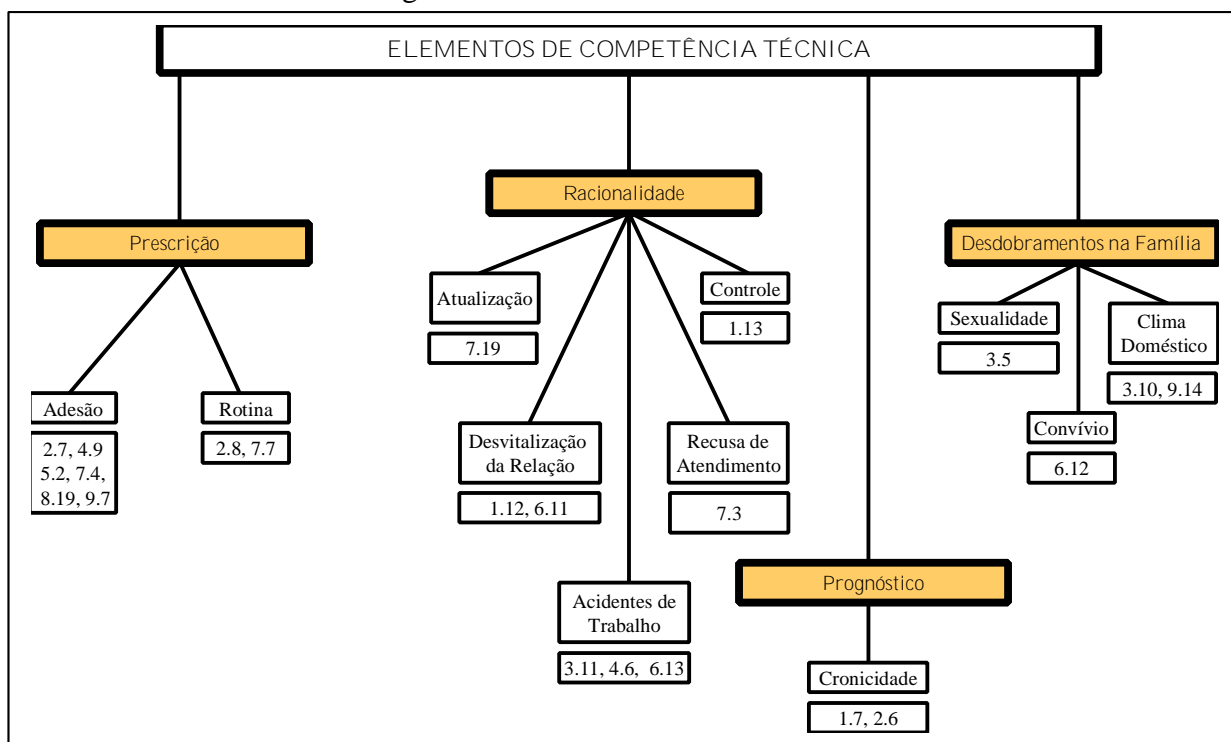 ELEMENTOS DE COMPETÊNCIA TÉCNICA
Racionalidade
Prescrição
Desdobramentos na Família
Atualização
7.19
Controle
1.13
Sexualidade
3.5
Clima
Doméstico
3.10, 9.14
Adesão
2.7, 4.9
5.2, 7.4,
8.19, 9.7
Rotina
2.8, 7.7
Desvitalização
da Relação
1.12, 6.11
Recusa de
Atendimento
7.3
Convívio
6.12
Acidentes de
Trabalho
3.11, 4.6, 6.13
Prognóstico
Cronicidade
1.7, 2.6